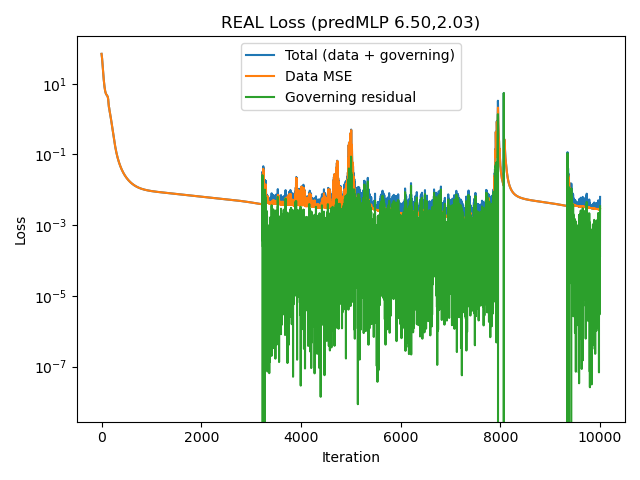 REAL Loss (predMLP 6.50,2.03)
Total (data + governing)
Data MSE
Governing residual
Loss
10^1
10^-1
10^-3
10^-5
10^-7
0 2000 4000 6000 8000 10000
Iteration